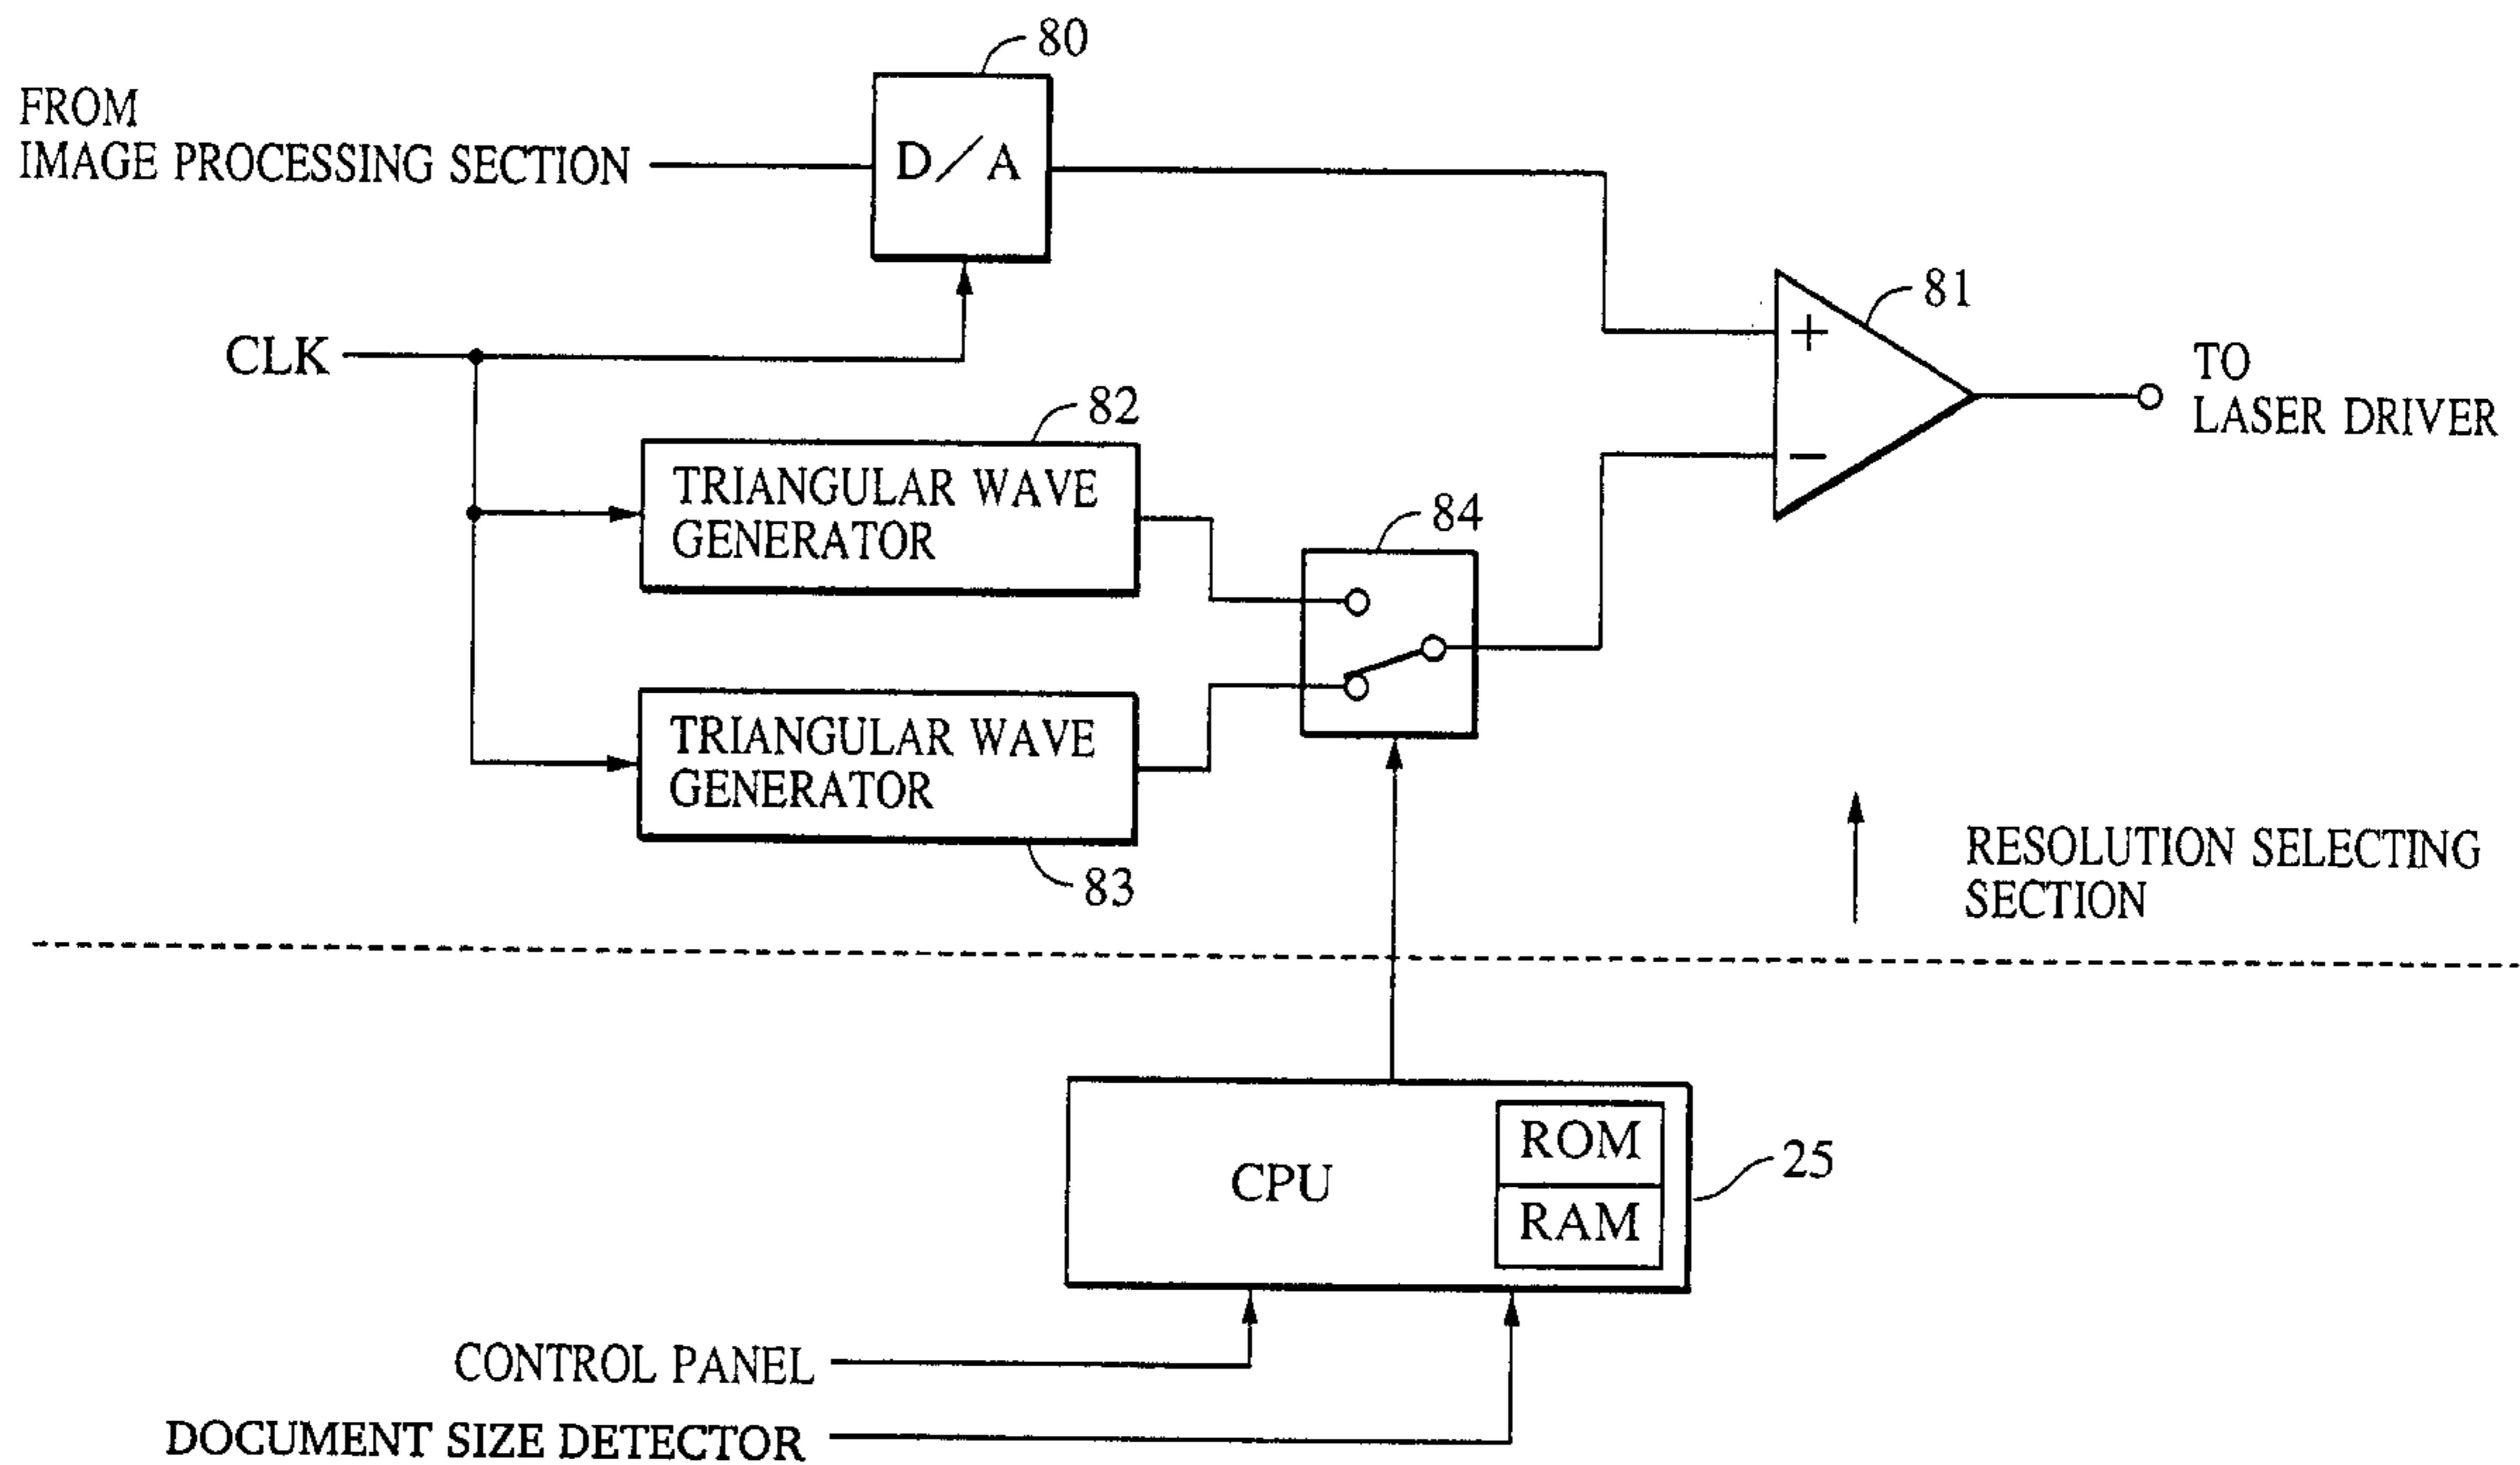 80
FROM
IMAGE PROCESSING SECTION
D/A
81
+
CLK
TO
LASER DRIVER
82
TRIANGULAR WAVE
GENERATOR
−
84
TRIANGULAR WAVE
GENERATOR
83
RESOLUTION SELECTING
SECTION
CPU
ROM
RAM
25
CONTROL PANEL
DOCUMENT SIZE DETECTOR